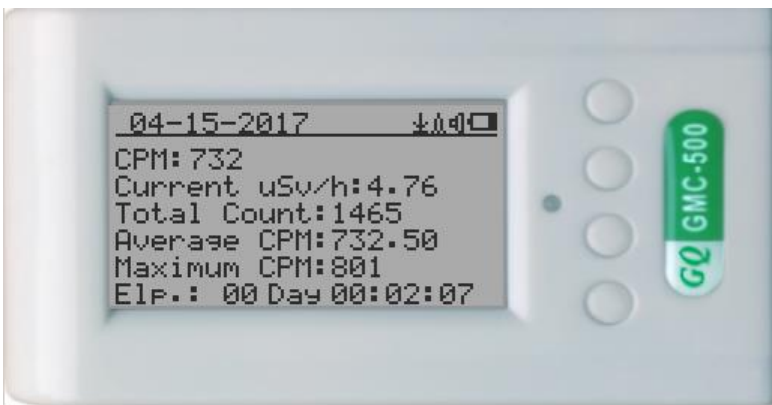 04-15-2017
CPM:732
Current uSv/h:4.76
Total Count:1465
Average CPM:732.50
Maximum CPM:801
Elp.: 00 Day 00:02:07
GQ GMC-500